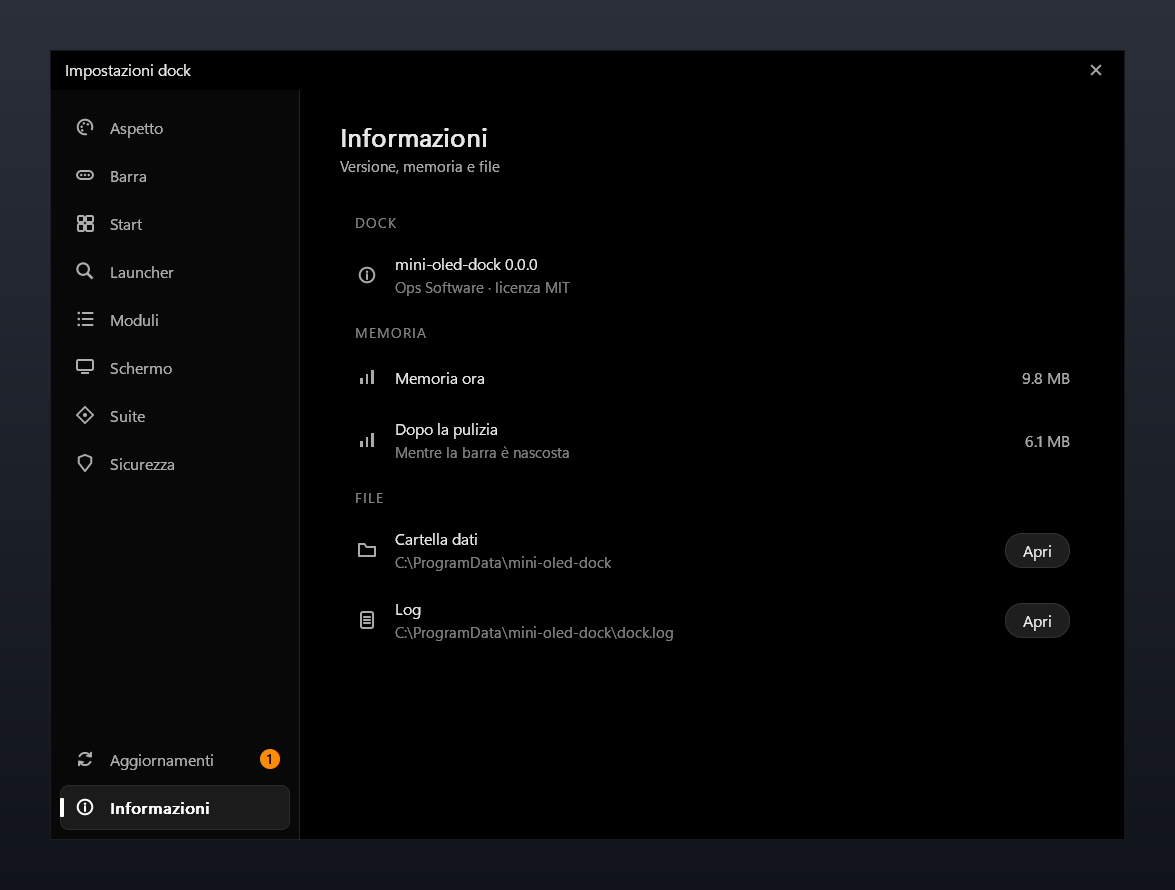 Impostazioni dock
Aspetto
Barra
Start
Launcher
Moduli
Schermo
Suite
Sicurezza
Aggiornamenti 1
Informazioni
Informazioni
Versione, memoria e file
DOCK
mini-oled-dock 0.0.0
Ops Software · licenza MIT
MEMORIA
Memoria ora 9.8 MB
Dopo la pulizia
Mentre la barra è nascosta
6.1 MB
FILE
Cartella dati
C:\ProgramData\mini-oled-dock
Apri
Log
C:\ProgramData\mini-oled-dock\dock.log
Apri